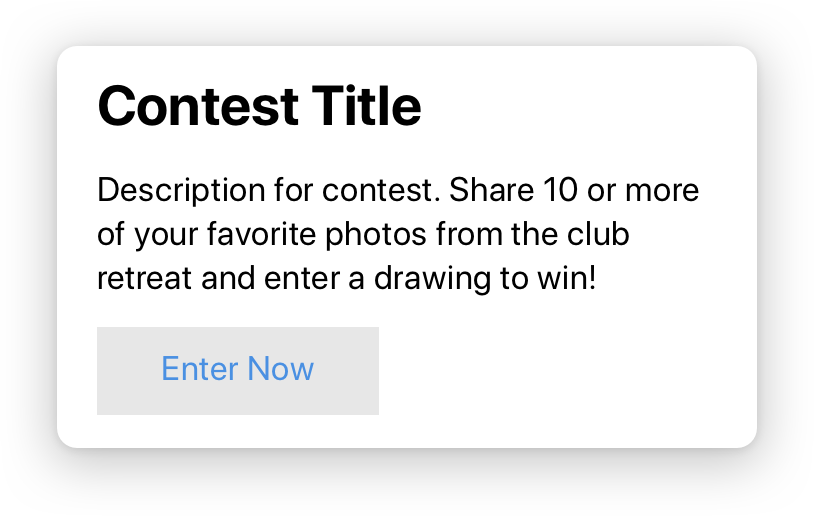 Contest Title
Description for contest. Share 10 or more
of your favorite photos from the club
retreat and enter a drawing to win!
Enter Now